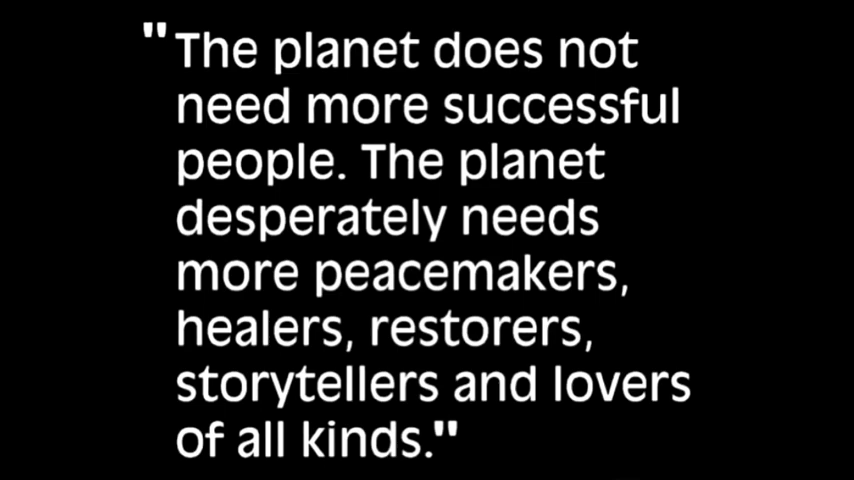 "The planet does not
need more successful
people. The planet
desperately needs
more peacemakers,
healers, restorers,
storytellers and lovers
of all kinds."